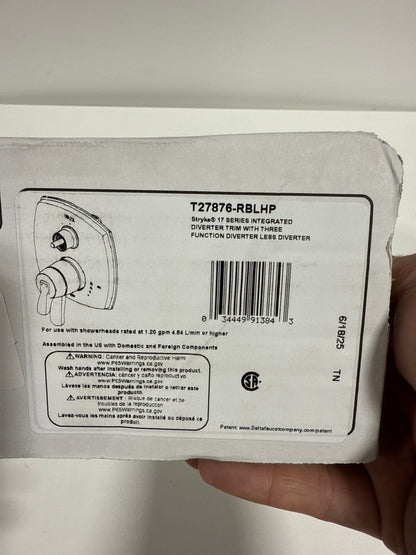 T27876-RBLHP
Stryke® 17 SERIES INTEGRATED
DIVERTER TRIM WITH THREE
FUNCTION DIVERTER LESS DIVERTER
0 34449 91384 3
For use with showerheads rated at 1.20 gpm 4.54 L/min or higher
Assembled in the US with Domestic and Foreign Components
⚠WARNING: Cancer and Reproductive Harm
www.P65Warnings.ca.gov
Wash hands after installing or removing this product.
⚠ADVERTENCIA: cáncer y daño reproductivo
www.P65Warnings.ca.gov
Lávese las manos después de instalar o retirar este
producto.
⚠AVERTISSEMENT : Risque de cancer et de
troubles de la reproduction
www.P65Warnings.ca.gov
Lavez-vous les mains après avoir installé ou déposé ce
produit.
Patent: www.Deltafaucetcompany.com/patent
6/18/25 TN